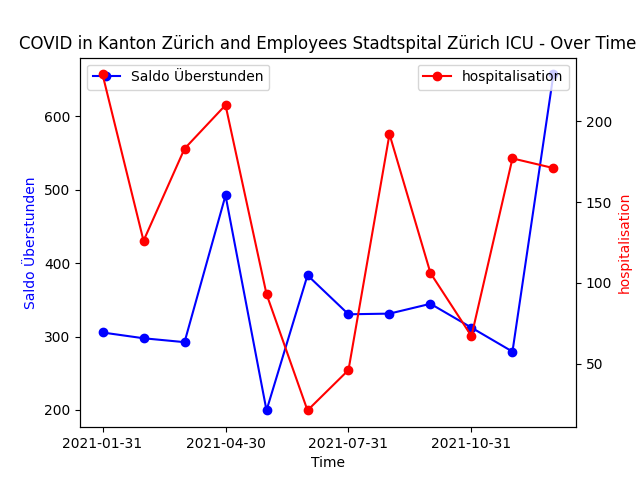 COVID in Kanton Zürich and Employees Stadtspital Zürich ICU - Over Time
Saldo Überstunden
hospitalisation
600
500
400
300
200
Saldo Überstunden
200
150
100
50
hospitalisation
2021-01-31
2021-04-30
2021-07-31
2021-10-31
Time